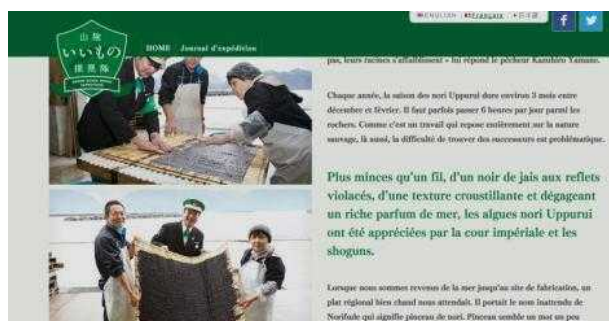 ENGLISH Français 日本語
山陰
いいもの
探県隊
HOME Journal d'expédition
pas, leurs racines s'affaiblissent » lui répond le pêcheur Kazuhiro Yamane.
Chaque année, la saison des nori Uppurui dure environ 3 mois entre
décembre et février. Il faut parfois passer 6 heures par jour parmi les
rochers. Comme c'est un travail qui repose entièrement sur la nature
sauvage, là aussi, la difficulté de trouver des successeurs est problématique.
Plus minces qu'un fil, d'un noir de jais aux reflets
violacés, d'une texture croustillante et dégageant
un riche parfum de mer, les algues nori Uppurui
ont été appréciées par la cour impériale et les
shoguns.
Lorsque nous sommes revenus de la mer jusqu'au site de fabrication, un
plat régional bien chaud nous attendait. Il portait le nom inattendu de
Norifude qui signifie pinceau de nori. Pinceau semble un mot un peu